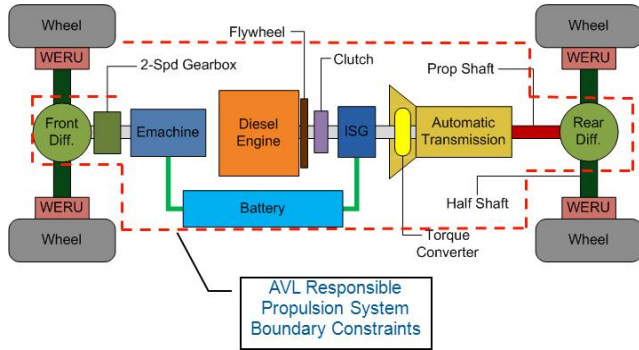 Wheel
WERU
Flywheel
Wheel
WERU
2-Spd Gearbox
Clutch
Prop Shaft
Front
Diff.
Emachine
Diesel
Engine
ISG
Automatic
Transmission
Rear
Diff.
Battery
Half Shaft
WERU
Wheel
Torque
Converter
WERU
Wheel
AVL Responsible
Propulsion System
Boundary Constraints